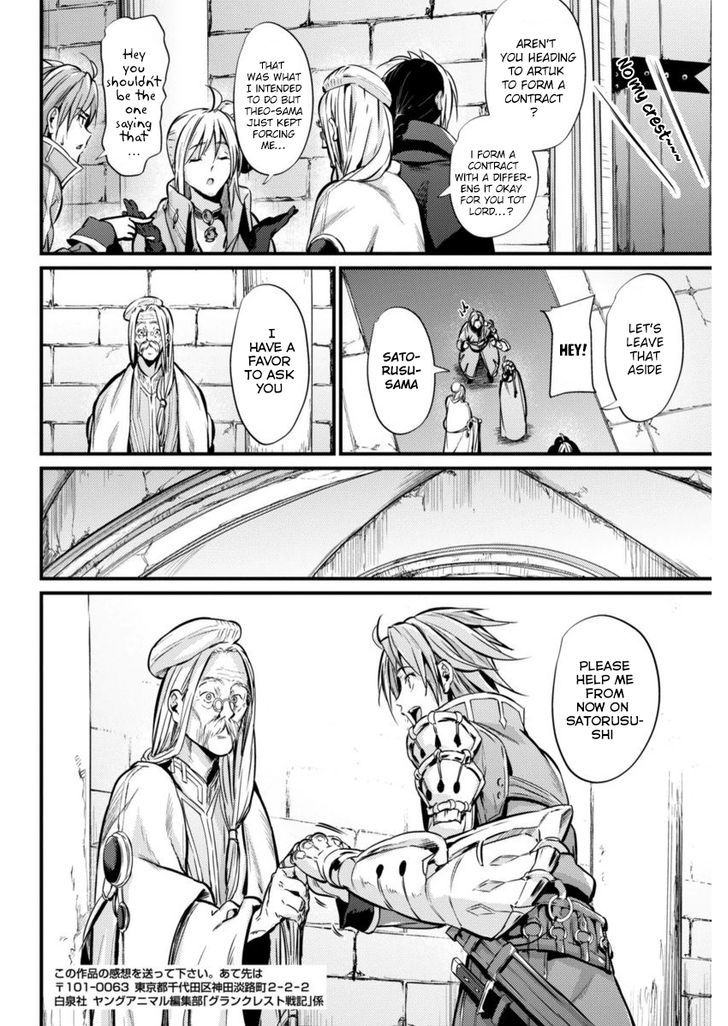 No my crest~~~
AREN'T
YOU HEADING
TO ARTUK
TO FORM A
CONTRACT
?
I FORM A
CONTRACT
WITH A DIFFER-
ENS IT OKAY
FOR YOU TOT
LORD...?
THAT
WAS WHAT
I INTENDED
TO DO BUT
THEO-SAMA
JUST KEPT
FORCING
ME...
Hey
you
shouldn't
be the
one
saying
that
...
LET'S
LEAVE
THAT
ASIDE
HEY!
SATO-
RUSU-
SAMA
I
HAVE A
FAVOR TO
ASK YOU
PLEASE
HELP ME
FROM
NOW ON
SATORUSU-
SHI
この作品の感想を送って下さい。あて先は
〒101-0063 東京都千代田区神田淡路町2-2-2
白泉社 ヤングアニマル編集部「グランクレスト戦記」係